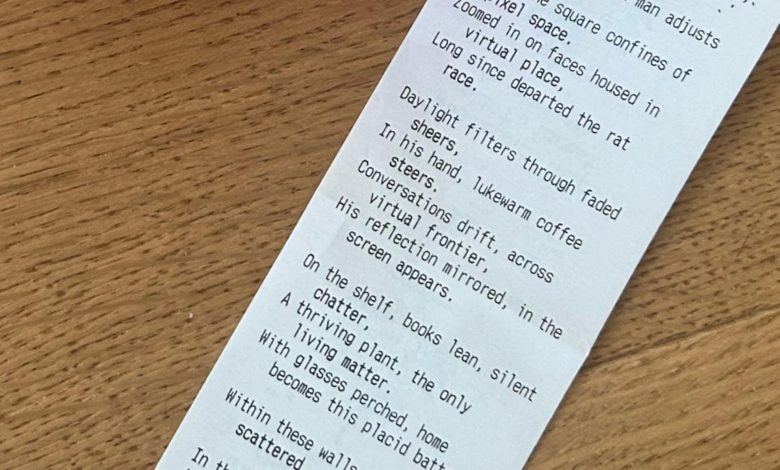 man adjusts
square confines of
pixel space.
Zoomed in on faces housed in
virtual place,
Long since departed the rat
race.
Daylight filters through faded
sheers,
In his hand, lukewarm coffee
steers.
Conversations drift, across
virtual frontier,
His reflection mirrored, in the
screen appears.
On the shelf, books lean, silent
chatter,
A thriving plant, the only
living matter.
With glasses perched, home
becomes this placid
Within these walls
scattered
In